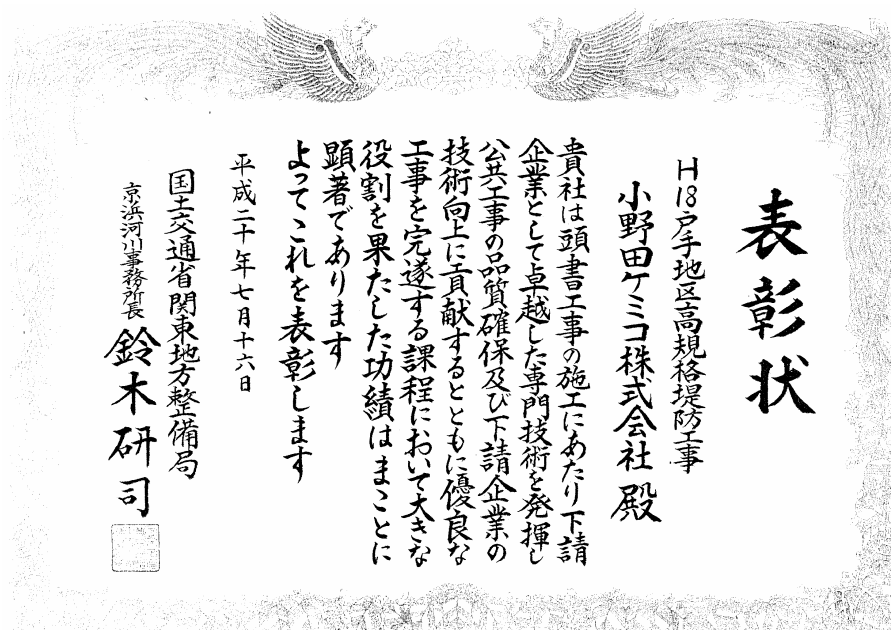 表彰状
H18戸手地区高規格堤防工事
小野田ケミコ株式会社 殿
貴社は頭書工事の施工にあたり下請
企業として卓越した専門技術を発揮し
公共工事の品質確保及び下請企業の
技術向上に貢献するとともに優良な
工事を完遂する課程において大きな
役割を果たした功績はまことに
顕著であります
よってこれを表彰します
平成二十年七月十六日
国土交通省関東地方整備局
京浜河川事務所長 鈴木研司